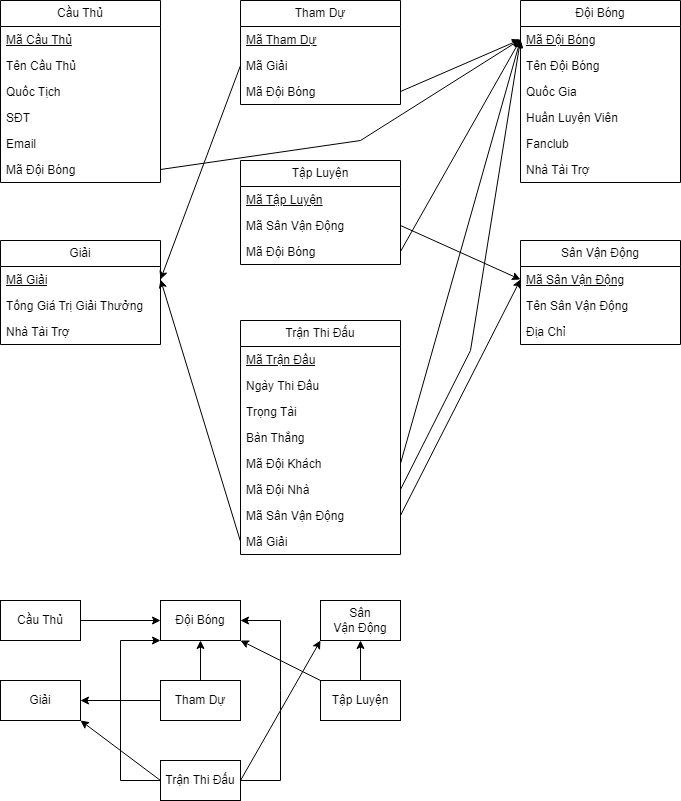 Cầu Thủ
Mã Cầu Thủ
Tên Cầu Thủ
Quốc Tịch
SĐT
Email
Mã Đội Bóng
Tham Dự
Mã Tham Dự
Mã Giải
Mã Đội Bóng
Đội Bóng
Mã Đội Bóng
Tên Đội Bóng
Quốc Gia
Huấn Luyện Viên
Fanclub
Nhà Tài Trợ
Tập Luyện
Mã Tập Luyện
Mã Sân Vận Động
Mã Đội Bóng
Giải
Mã Giải
Tổng Giá Trị Giải Thưởng
Nhà Tài Trợ
Sân Vận Động
Mã Sân Vận Động
Tên Sân Vận Động
Địa Chỉ
Trận Thi Đấu
Mã Trận Đấu
Ngày Thi Đấu
Trọng Tài
Bàn Thắng
Mã Đội Khách
Mã Đội Nhà
Mã Sân Vận Động
Mã Giải
Cầu Thủ
Đội Bóng
Sân
Vận Động
Giải
Tham Dự
Tập Luyện
Trận Thi Đấu